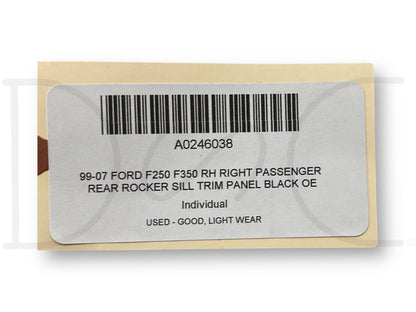 A0246038
99-07 FORD F250 F350 RH RIGHT PASSENGER
REAR ROCKER SILL TRIM PANEL BLACK OE
Individual
USED - GOOD, LIGHT WEAR